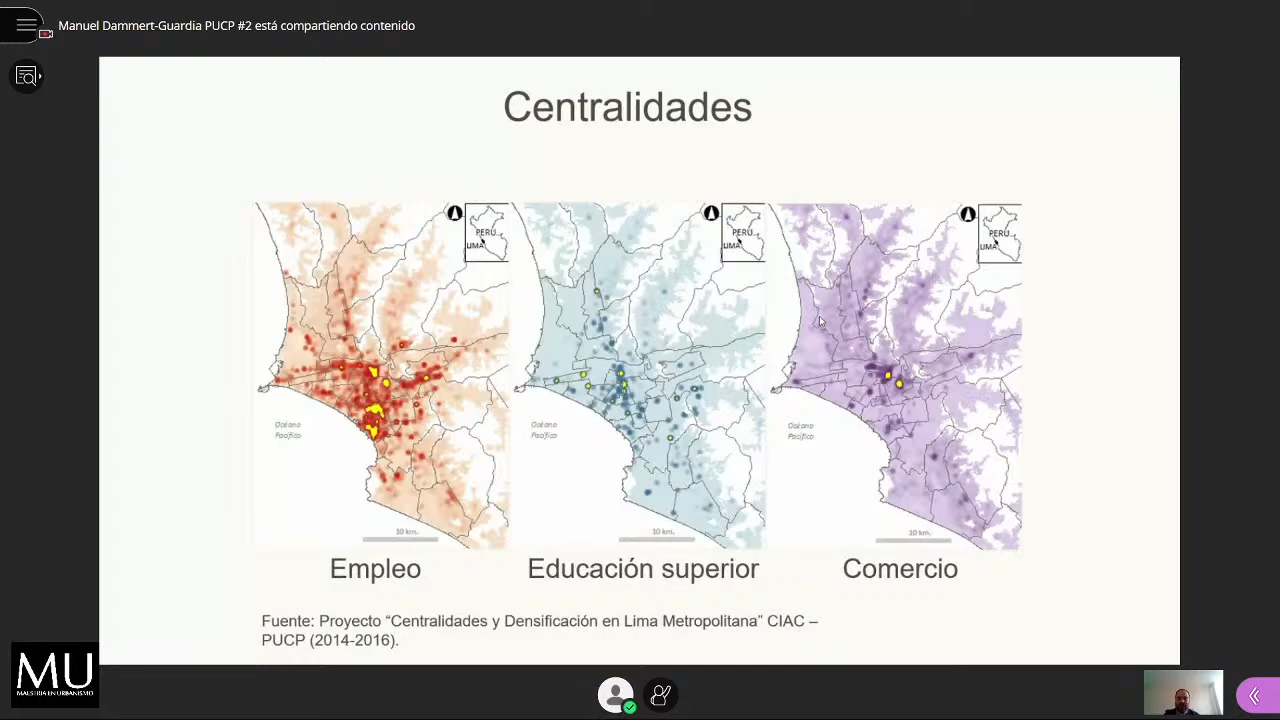 Manuel Dammert-Guardia PUCP #2 está compartiendo contenido
Centralidades
PERU
LIMA
Océano
Pacífico
10 km.
PERU
LIMA
Océano
Pacífico
10 km.
PERU
LIMA
Océano
Pacífico
20 km.
Empleo
Educación superior
Comercio
Fuente: Proyecto “Centralidades y Densificación en Lima Metropolitana” CIAC –
PUCP (2014-2016).
MU
MAESTRÍA EN URBANISMO